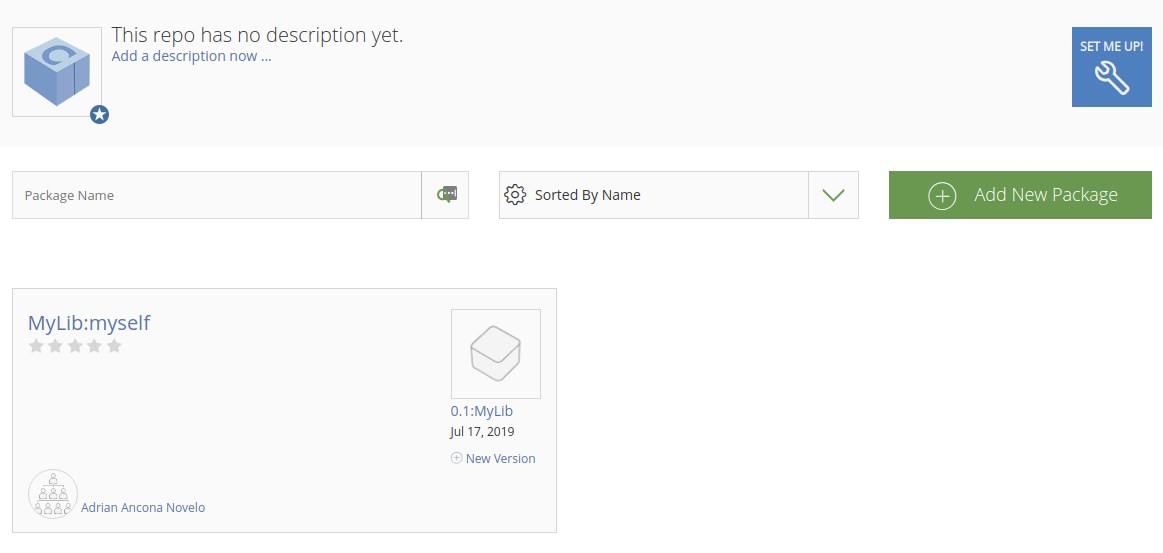 This repo has no description yet.
Add a description now ...
SET ME UP!
Package Name
Sorted By Name
Add New Package
MyLib:myself
0.1:MyLib
Jul 17, 2019
New Version
Adrian Ancona Novelo